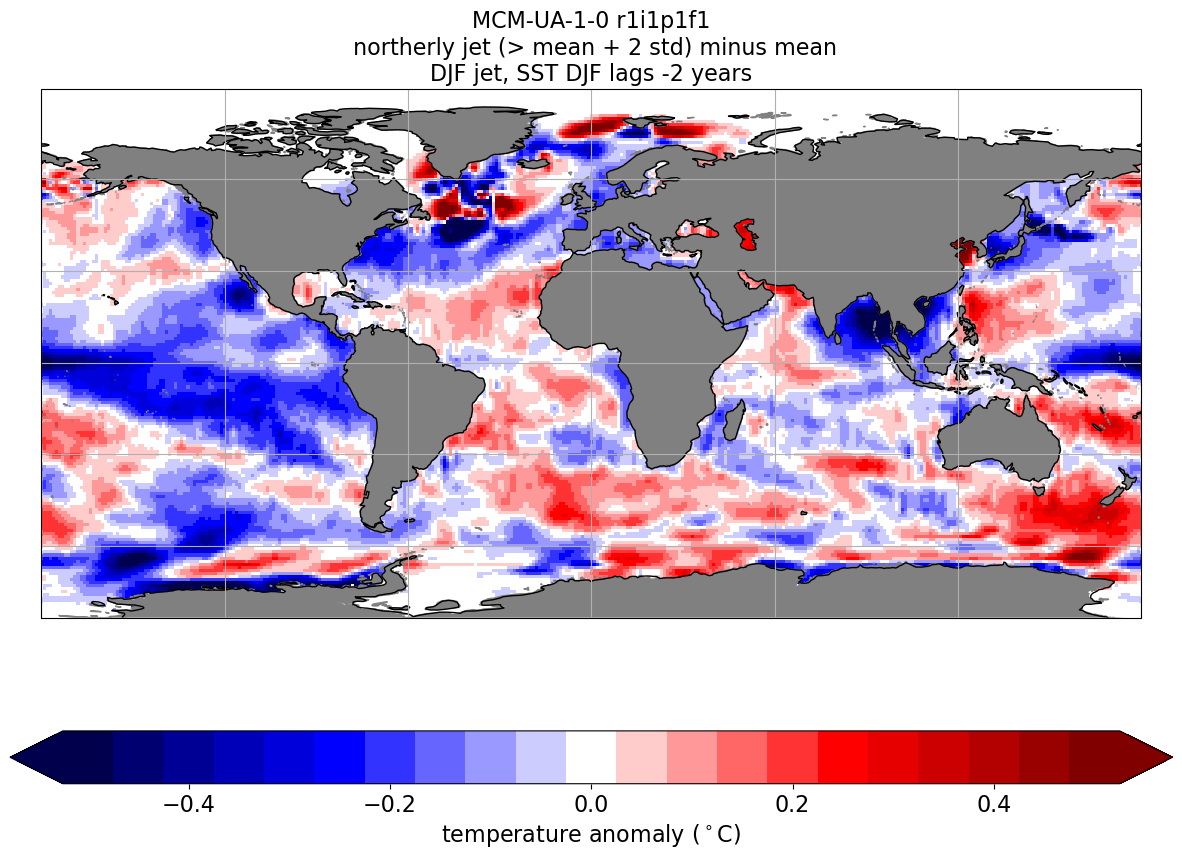 MCM-UA-1-0 r1i1p1f1
northerly jet (> mean + 2 std) minus mean
DJF jet, SST DJF lags -2 years
−0.4 −0.2 0.0 0.2 0.4
temperature anomaly (°C)